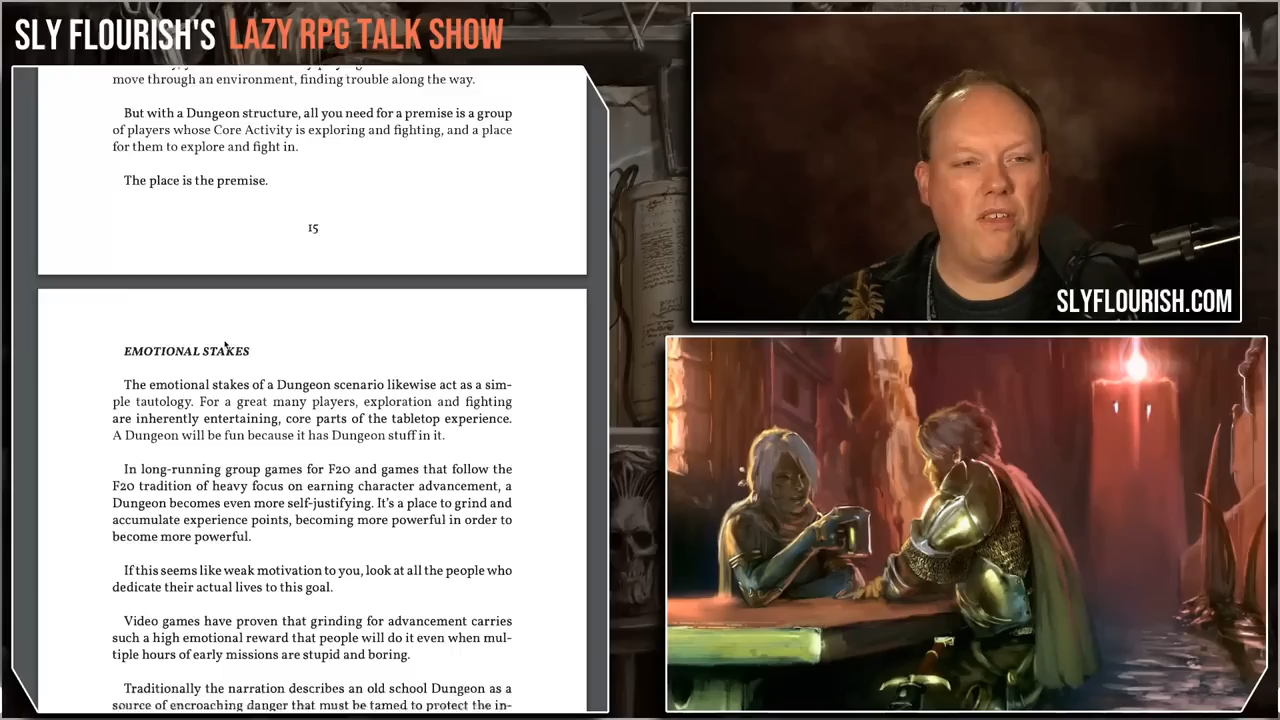 SLY FLOURISH'S LAZY RPG TALK SHOW
move through an environment, finding trouble along the way.
But with a Dungeon structure, all you need for a premise is a group
of players whose Core Activity is exploring and fighting, and a place
for them to explore and fight in.
The place is the premise.
15
EMOTIONAL STAKES
The emotional stakes of a Dungeon scenario likewise act as a sim-
ple tautology. For a great many players, exploration and fighting
are inherently entertaining, core parts of the tabletop experience.
A Dungeon will be fun because it has Dungeon stuff in it.
In long-running group games for F20 and games that follow the
F20 tradition of heavy focus on earning character advancement, a
Dungeon becomes even more self-justifying. It's a place to grind and
accumulate experience points, becoming more powerful in order to
become more powerful.
If this seems like weak motivation to you, look at all the people who
dedicate their actual lives to this goal.
Video games have proven that grinding for advancement carries
such a high emotional reward that people will do it even when mul-
tiple hours of early missions are stupid and boring.
Traditionally the narration describes an old school Dungeon as a
source of encroaching danger that must be tamed to protect the in-
SLYFLOURISH.COM